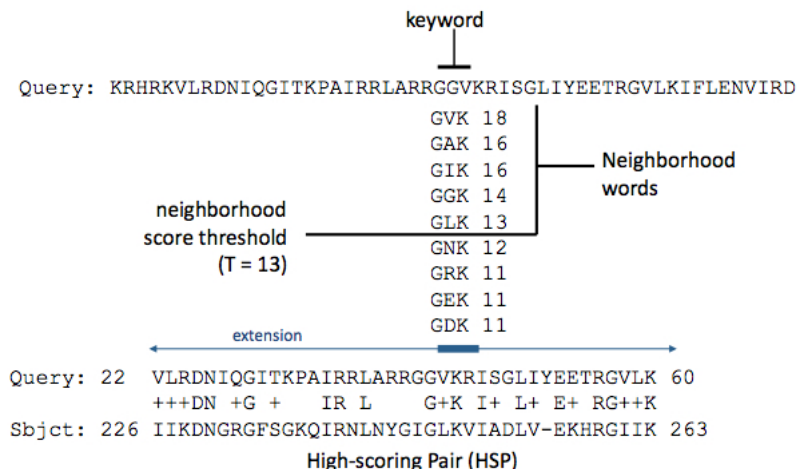 keyword
Query: KRHRKVLRDNIQGITKPAIRRLARRGGVKRISGLIYEETRGVLKIFLENVIRD
GVK 18
GAK 16
GIK 16
GGK 14
GLK 13
GNK 12
GRK 11
GEK 11
GDK 11
Neighborhood
words
neighborhood
score threshold
(T = 13)
extension
Query: 22 VLRDNIQGITKPAIRRLARRGGVKRISGLIYEETRGVLK 60
+++DN +G + IR L G+K I+ L+ E+ RG++K
Sbjct: 226 IIKDNGRGFSGKQIRNLNYGIGLKVIADLV-EKHRGIIK 263
High-scoring Pair (HSP)